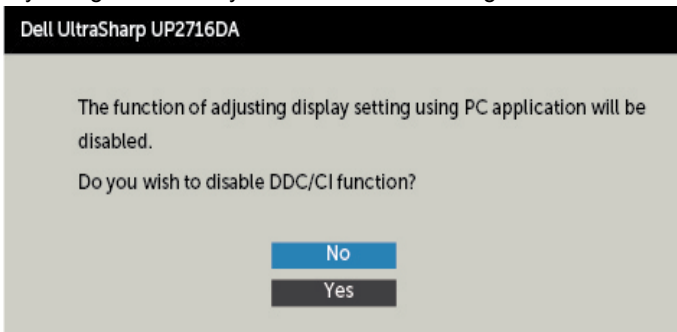 Dell UltraSharp UP2716DA
The function of adjusting display setting using PC application will be
disabled.
Do you wish to disable DDC/CI function?
No
Yes